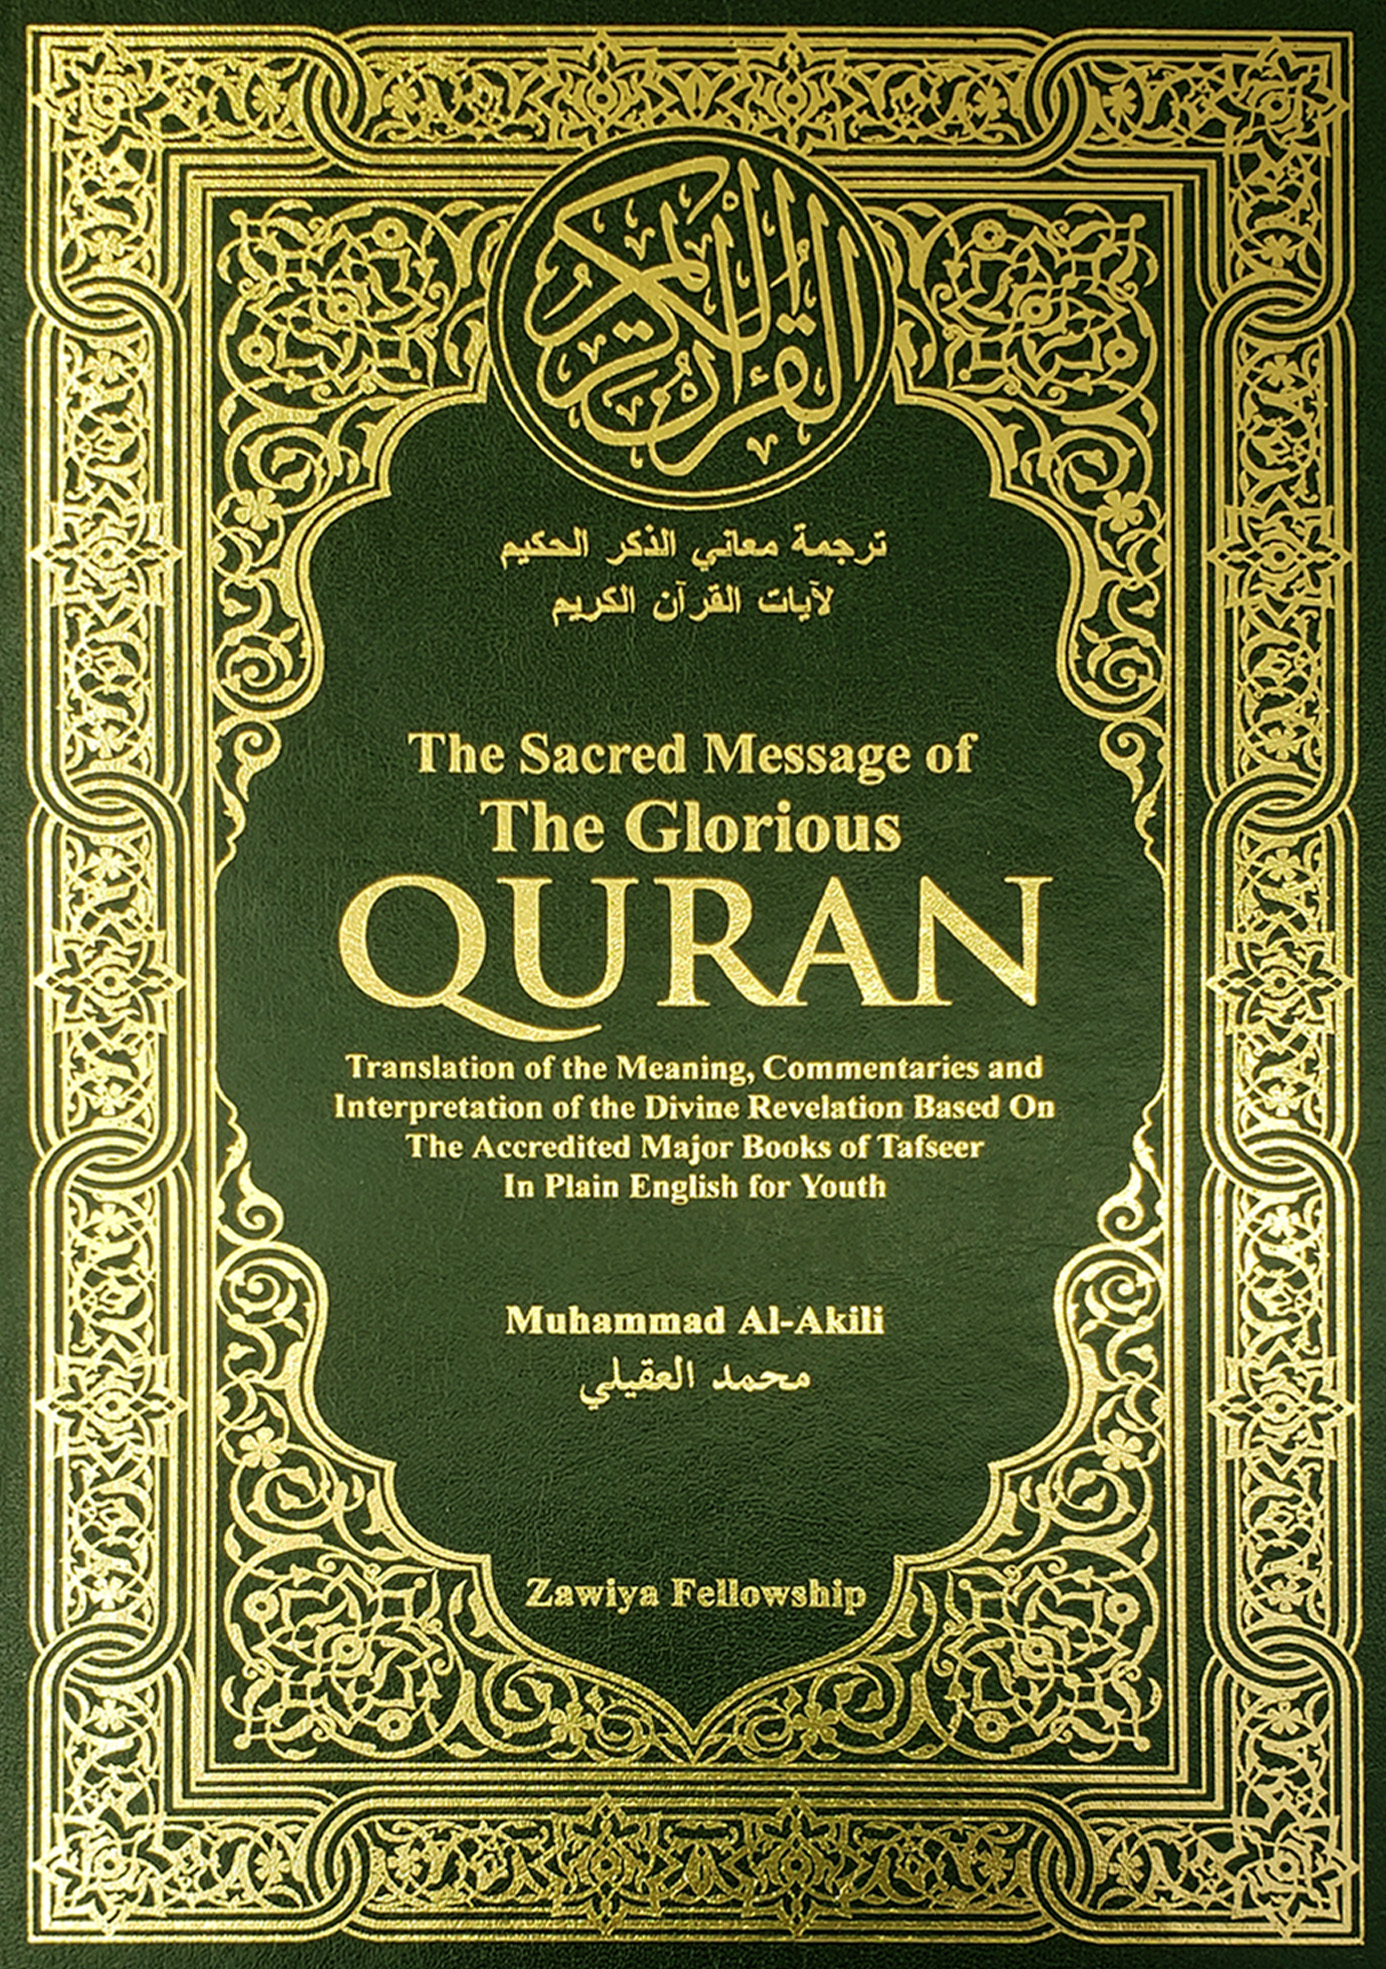 القرآن الكريم
ترجمة معاني الذكر الحكيم
لآيات القرآن الكريم
The Sacred Message of
The Glorious
QURAN
Translation of the Meaning, Commentaries and
Interpretation of the Divine Revelation Based On
The Accredited Major Books of Tafseer
In Plain English for Youth
Muhammad Al-Akili
محمد العقيلي
Zawiya Fellowship